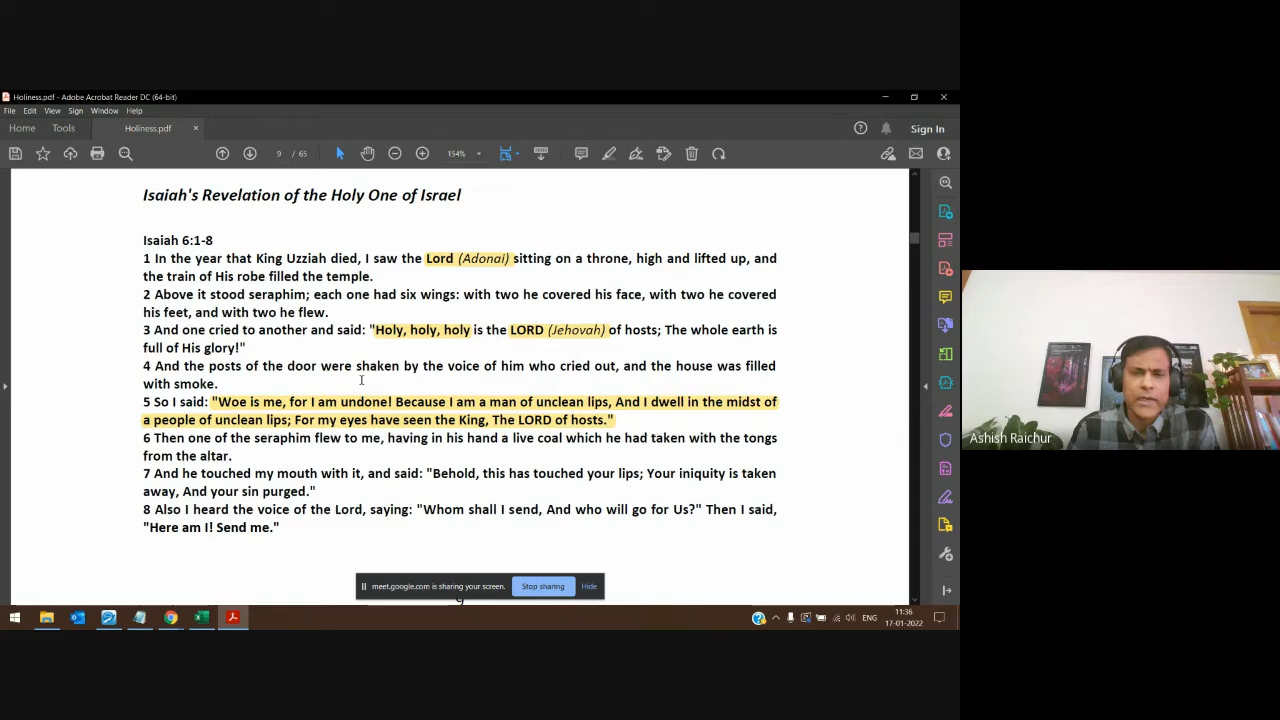 Holiness.pdf - Adobe Acrobat Reader DC (64-bit)
File Edit View Sign Window Help
Home Tools Holiness.pdf × Sign In
9 / 65 154%
Isaiah's Revelation of the Holy One of Israel
Isaiah 6:1-8
1 In the year that King Uzziah died, I saw the Lord (Adonai) sitting on a throne, high and lifted up, and
the train of His robe filled the temple.
2 Above it stood seraphim; each one had six wings: with two he covered his face, with two he covered
his feet, and with two he flew.
3 And one cried to another and said: "Holy, holy, holy is the LORD (Jehovah) of hosts; The whole earth is
full of His glory!"
4 And the posts of the door were shaken by the voice of him who cried out, and the house was filled
with smoke.
5 So I said: "Woe is me, for I am undone! Because I am a man of unclean lips, And I dwell in the midst of
a people of unclean lips; For my eyes have seen the King, The LORD of hosts."
6 Then one of the seraphim flew to me, having in his hand a live coal which he had taken with the tongs
from the altar.
7 And he touched my mouth with it, and said: "Behold, this has touched your lips; Your iniquity is taken
away, And your sin purged."
8 Also I heard the voice of the Lord, saying: "Whom shall I send, And who will go for Us?" Then I said,
"Here am I! Send me."
meet.google.com is sharing your screen. Stop sharing Hide
9
ENG 11:36
17-01-2022
Ashish Raichur